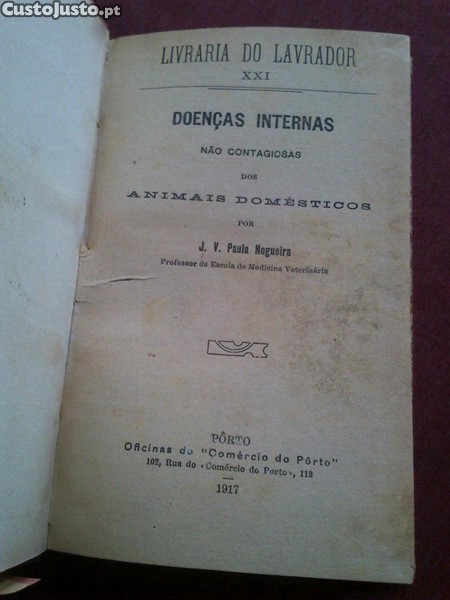 CustoJusto.pt
LIVRARIA DO LAVRADOR
XXI
DOENÇAS INTERNAS
NÃO CONTAGIOSAS
DOS
ANIMAIS DOMÉSTICOS
POR
J. V. Paula Nogueira
Professor da Escola de Medicina Veterinária
PÔRTO
Oficinas do "Comércio do Pôrto"
102, Rua do «Comércio do Porto», 112
1917